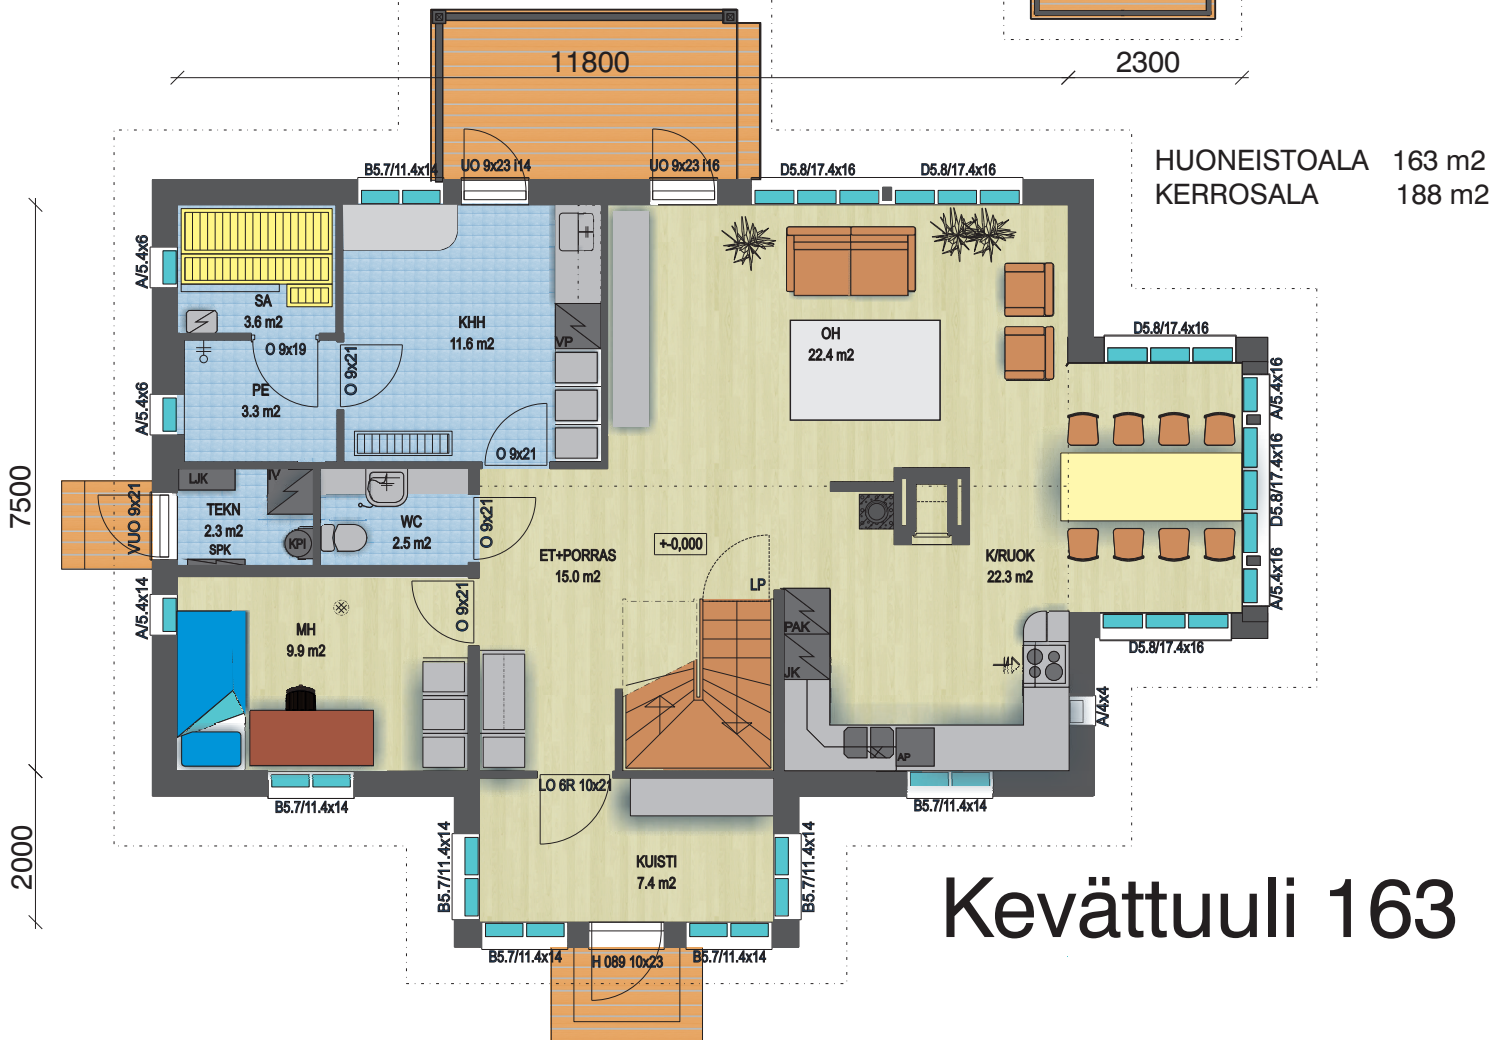 11800
2300
HUONEISTOALA 163 m2
KERROSALA 188 m2
B5.7/11.4x14
UO 9x23 i14
UO 9x23 i16
D5.8/17.4x16
D5.8/17.4x16
A/5.4x6
SA
3.6 m2
KHH
11.6 m2
VP
OH
22.4 m2
D5.8/17.4x16
O 9x19
O 9x21
PE
3.3 m2
A/5.4x6
A/5.4x16
O 9x21
D5.8/17.4x16
7500
LJK
IV
VUO 9x21
TEKN
2.3 m2
SPK
KPI
WC
2.5 m2
O 9x21
ET+PORRAS
15.0 m2
+-0,000
LP
K/RUOK
22.3 m2
A/5.4x16
A/5.4x14
O 9x21
MH
9.9 m2
PAK
JK
D5.8/17.4x16
A/4x4
AP
B5.7/11.4x14
LO 6R 10x21
B5.7/11.4x14
2000
B5.7/11.4x14
KUISTI
7.4 m2
B5.7/11.4x14
Kevättuuli 163
B5.7/11.4x14
H 089 10x23
B5.7/11.4x14